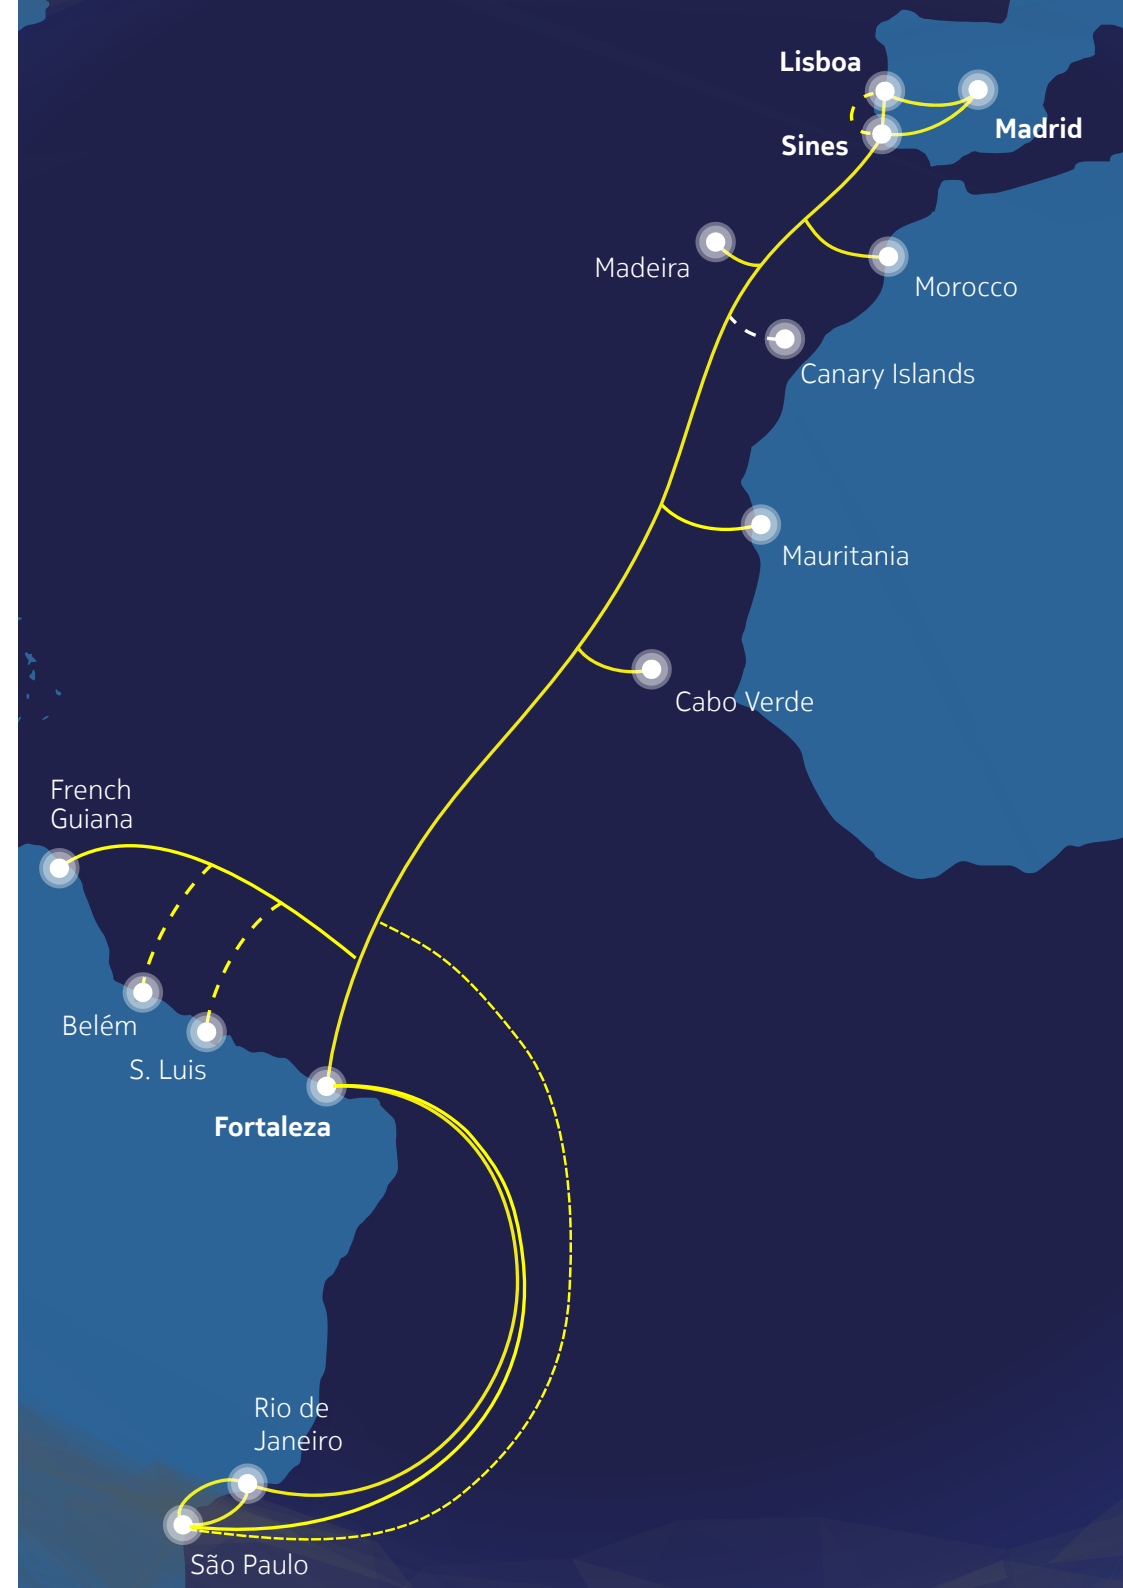 Lisboa
Madrid
Sines
Madeira
Morocco
Canary Islands
Mauritania
Cabo Verde
French
Guiana
Belém
S. Luis
Fortaleza
Rio de
Janeiro
São Paulo